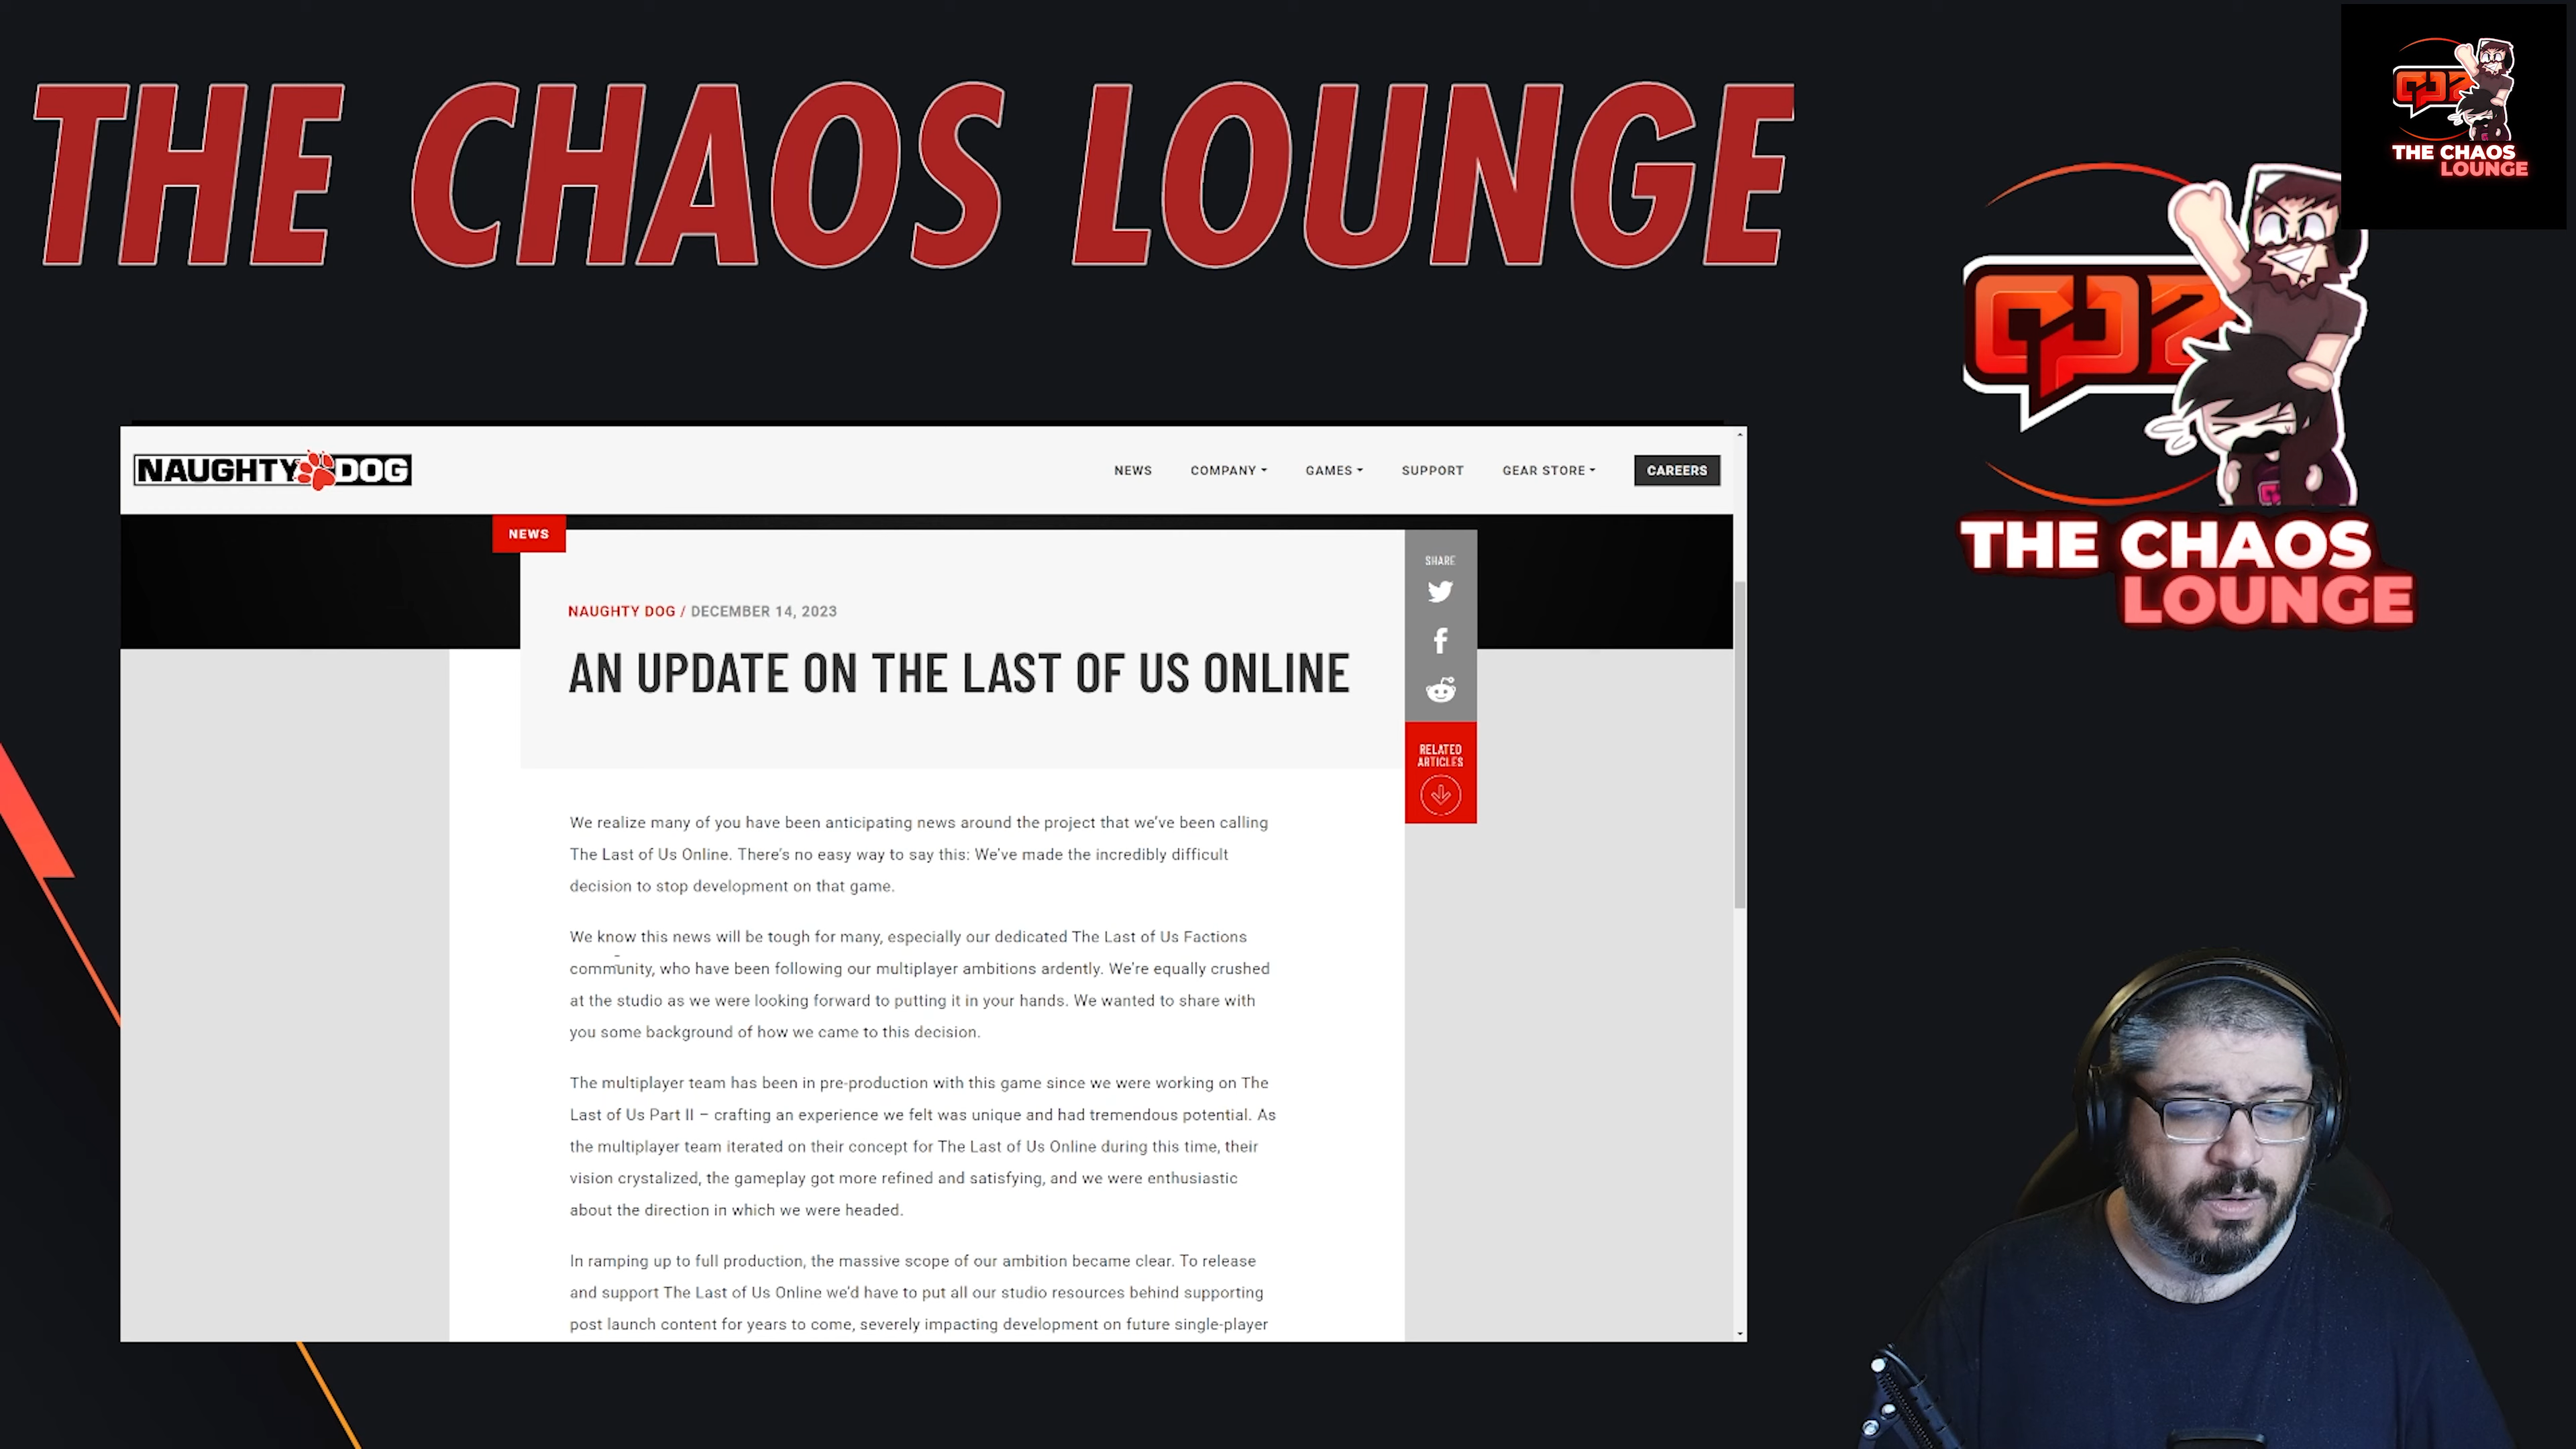 THE CHAOS LOUNGE
THE CHAOS
LOUNGE
THE CHAOS
LOUNGE
NAUGHTY DOG
NEWS
COMPANY
GAMES
SUPPORT
GEAR STORE
CAREERS
NEWS
SHARE
NAUGHTY DOG / DECEMBER 14, 2023
AN UPDATE ON THE LAST OF US ONLINE
RELATED
ARTICLES
We realize many of you have been anticipating news around the project that we've been calling
The Last of Us Online. There's no easy way to say this: We've made the incredibly difficult
decision to stop development on that game.
We know this news will be tough for many, especially our dedicated The Last of Us Factions
community, who have been following our multiplayer ambitions ardently. We're equally crushed
at the studio as we were looking forward to putting it in your hands. We wanted to share with
you some background of how we came to this decision.
The multiplayer team has been in pre-production with this game since we were working on The
Last of Us Part II – crafting an experience we felt was unique and had tremendous potential. As
the multiplayer team iterated on their concept for The Last of Us Online during this time, their
vision crystalized, the gameplay got more refined and satisfying, and we were enthusiastic
about the direction in which we were headed.
In ramping up to full production, the massive scope of our ambition became clear. To release
and support The Last of Us Online we'd have to put all our studio resources behind supporting
post launch content for years to come, severely impacting development on future single-player